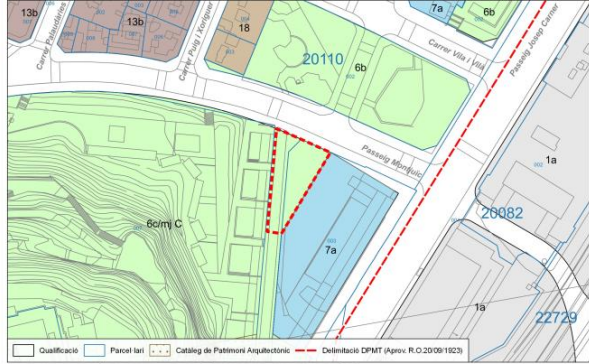 13b
13b
18
7a
6b
Carrer Palaudàries
Carrer Puig i Xoriguer
20110
6b
Carrer Vila i Vilà
Passeig Josep Carner
Passeig Montjuïc
1a
002
6c/mj C
7a
20082
1a
22729
Qualificació
Parcel·lari
Catàleg de Patrimoni Arquitectònic
Delimitació DPMT (Aprov. R.O.20/09/1923)